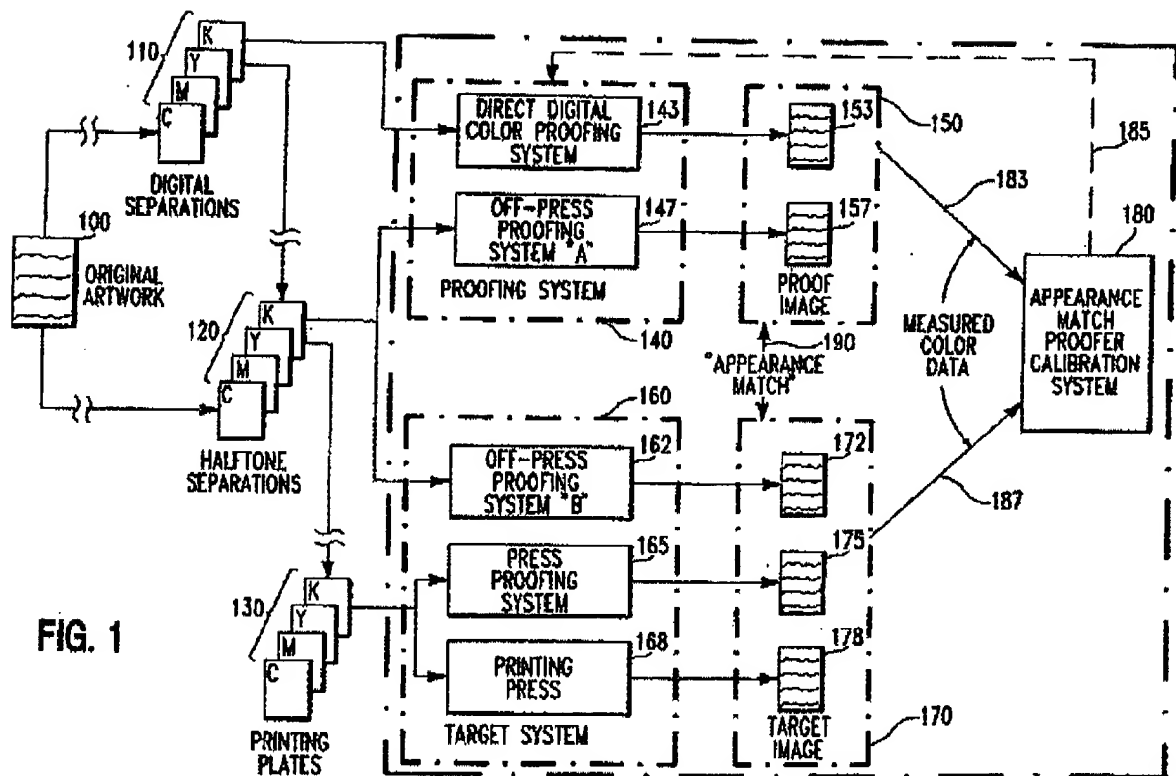 110
K
Y
M
C
DIGITAL SEPARATIONS
100
ORIGINAL ARTWORK
120
K
Y
M
C
HALFTONE SEPARATIONS
130
K
Y
M
C
PRINTING PLATES
FIG. 1
DIRECT DIGITAL
COLOR PROOFING
SYSTEM
143
OFF-PRESS
PROOFING
SYSTEM "A"
147
PROOFING SYSTEM
140
153
157
PROOF
IMAGE
150
190
"APPEARANCE
MATCH"
160
OFF-PRESS
PROOFING
SYSTEM "B"
162
PRESS
PROOFING
SYSTEM
165
PRINTING
PRESS
168
TARGET SYSTEM
172
175
178
TARGET
IMAGE
170
183
MEASURED
COLOR
DATA
187
185
180
APPEARANCE
MATCH
PROOFER
CALIBRATION
SYSTEM